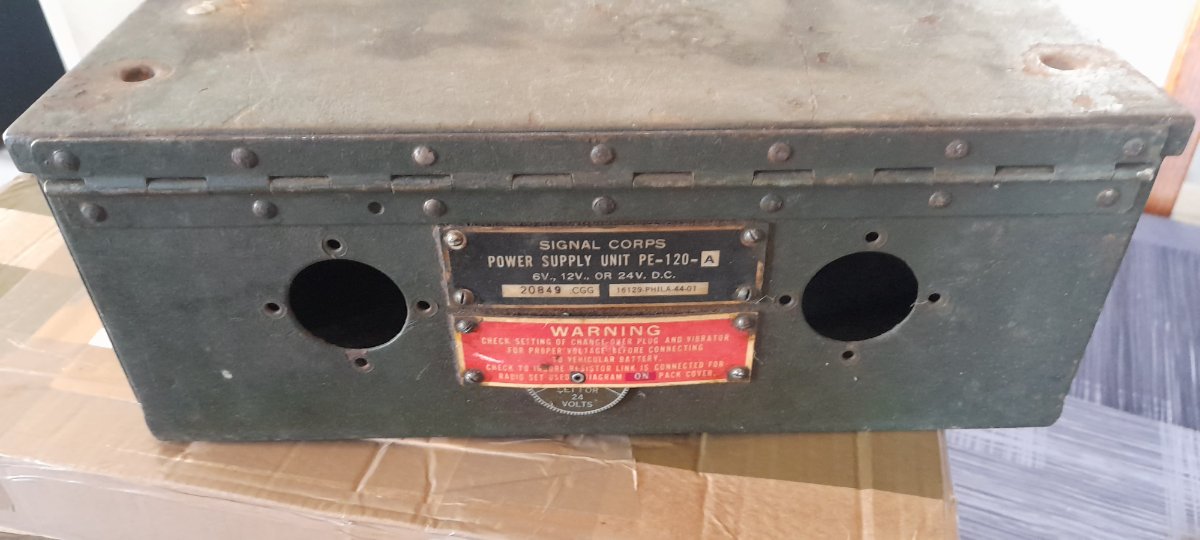 SIGNAL CORPS
POWER SUPPLY UNIT PE-120-A
6V., 12V., OR 24V. D.C.
20849 .CGG 16129-PHILA-44-01
WARNING
CHECK SETTING OF CHANGE-OVER PLUG AND VIBRATOR
FOR PROPER VOLTAGE BEFORE CONNECTING
TO VEHICULAR BATTERY.
CHECK TO RESISTOR LINK IS CONNECTED FOR
RADIO SET USED. DIAGRAM ON PACK COVER.
SET FOR
24
VOLTS